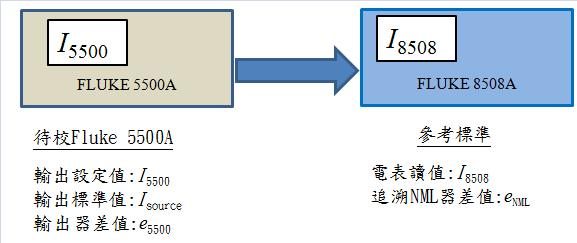 I5500
FLUKE 5500A
I8508
FLUKE 8508A
待校Fluke 5500A
輸出設定值:I5500
輸出標準值:Isource
輸出器差值:e5500
參考標準
電表讀值:I8508
追溯NML器差值:eNML